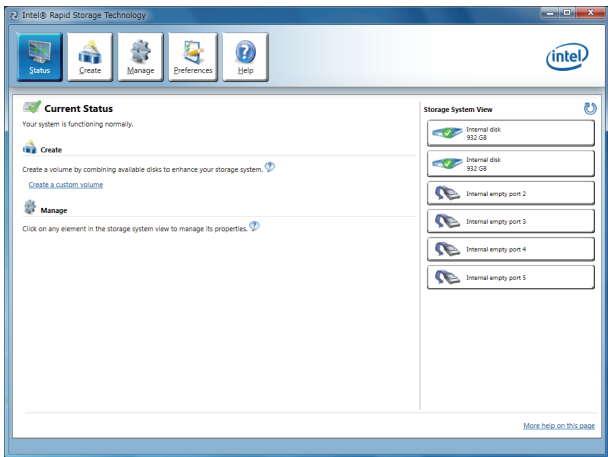 Intel® Rapid Storage Technology
Status
Create
Manage
Preferences
Help
intel
Current Status
Your system is functioning normally.
Create
Create a volume by combining available disks to enhance your storage system.
Create a custom volume
Manage
Click on any element in the storage system view to manage its properties.
Storage System View
Internal disk
932 GB
Internal disk
932 GB
Internal empty port 2
Internal empty port 3
Internal empty port 4
Internal empty port 5
More help on this page